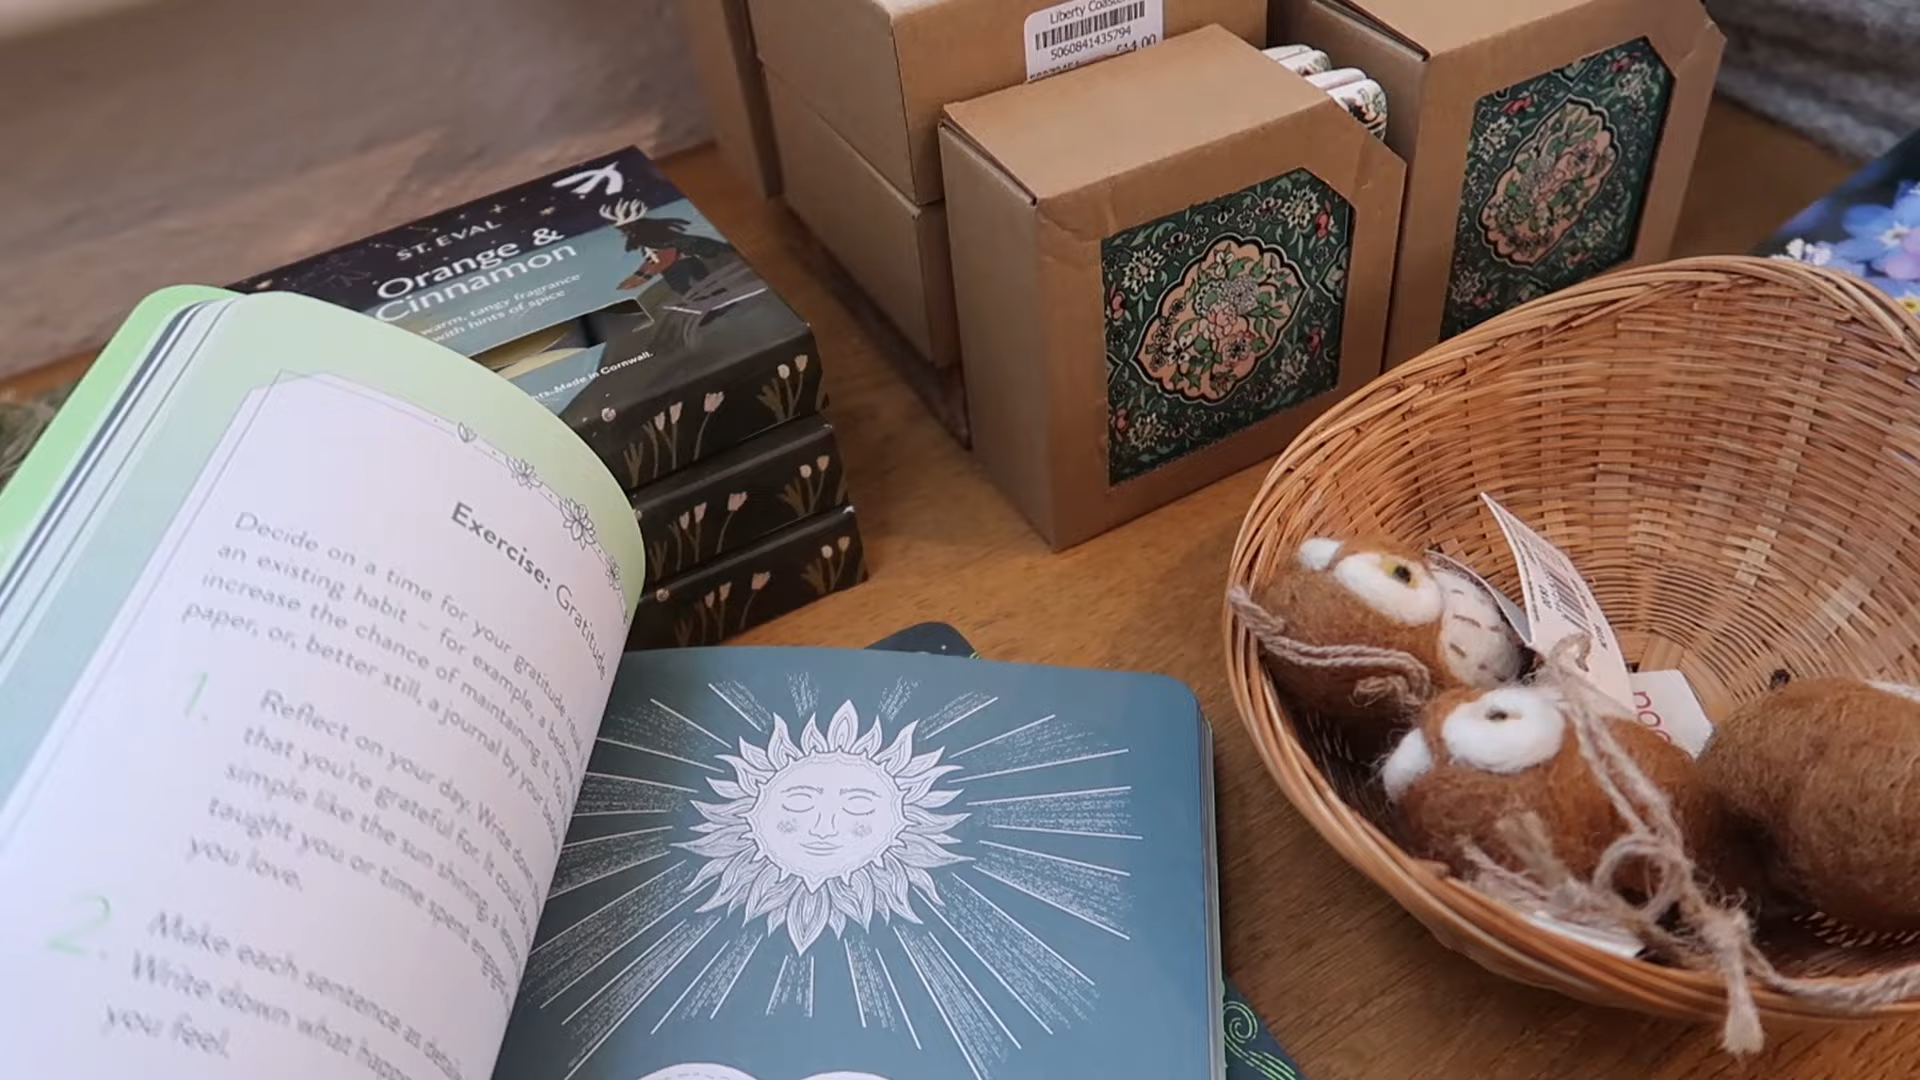 Liberty Coaster
5060841435794
£14.00
ST. EVAL
Orange &
Cinnamon
warm, tangy fragrance
with hints of spice
Made in Cornwall.
Exercise: Gratitude
Decide on a time for your gratitude
an existing habit – for example, a
increase the chance of maintaining it.
paper, or, better still, a journal by your
1. Reflect on your day. Write down
that you're grateful for. It could
simple like the sun shining, a
taught you or time spent
you love.
2. Make each sentence as
Write down what
you feel.